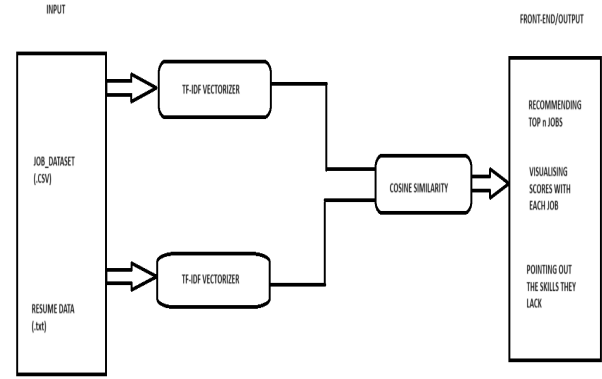 INPUT
FRONT-END/OUTPUT
JOB_DATASET
(.CSV)
RESUME DATA
(.txt)
TF-IDF VECTORIZER
TF-IDF VECTORIZER
COSINE SIMILARITY
RECOMMENDING
TOP n JOBS
VISUALISING
SCORES WITH
EACH JOB
POINTING OUT
THE SKILLS THEY
LACK